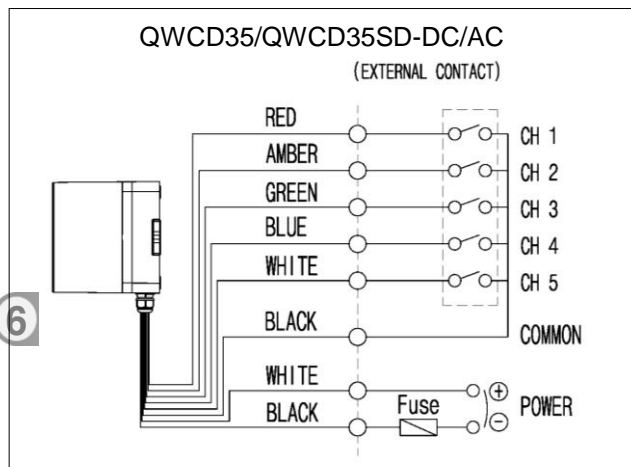 QWCD35/QWCD35SD-DC/AC
(EXTERNAL CONTACT)
RED CH 1
AMBER CH 2
GREEN CH 3
BLUE CH 4
WHITE CH 5
6
BLACK COMMON
WHITE + POWER
BLACK Fuse −